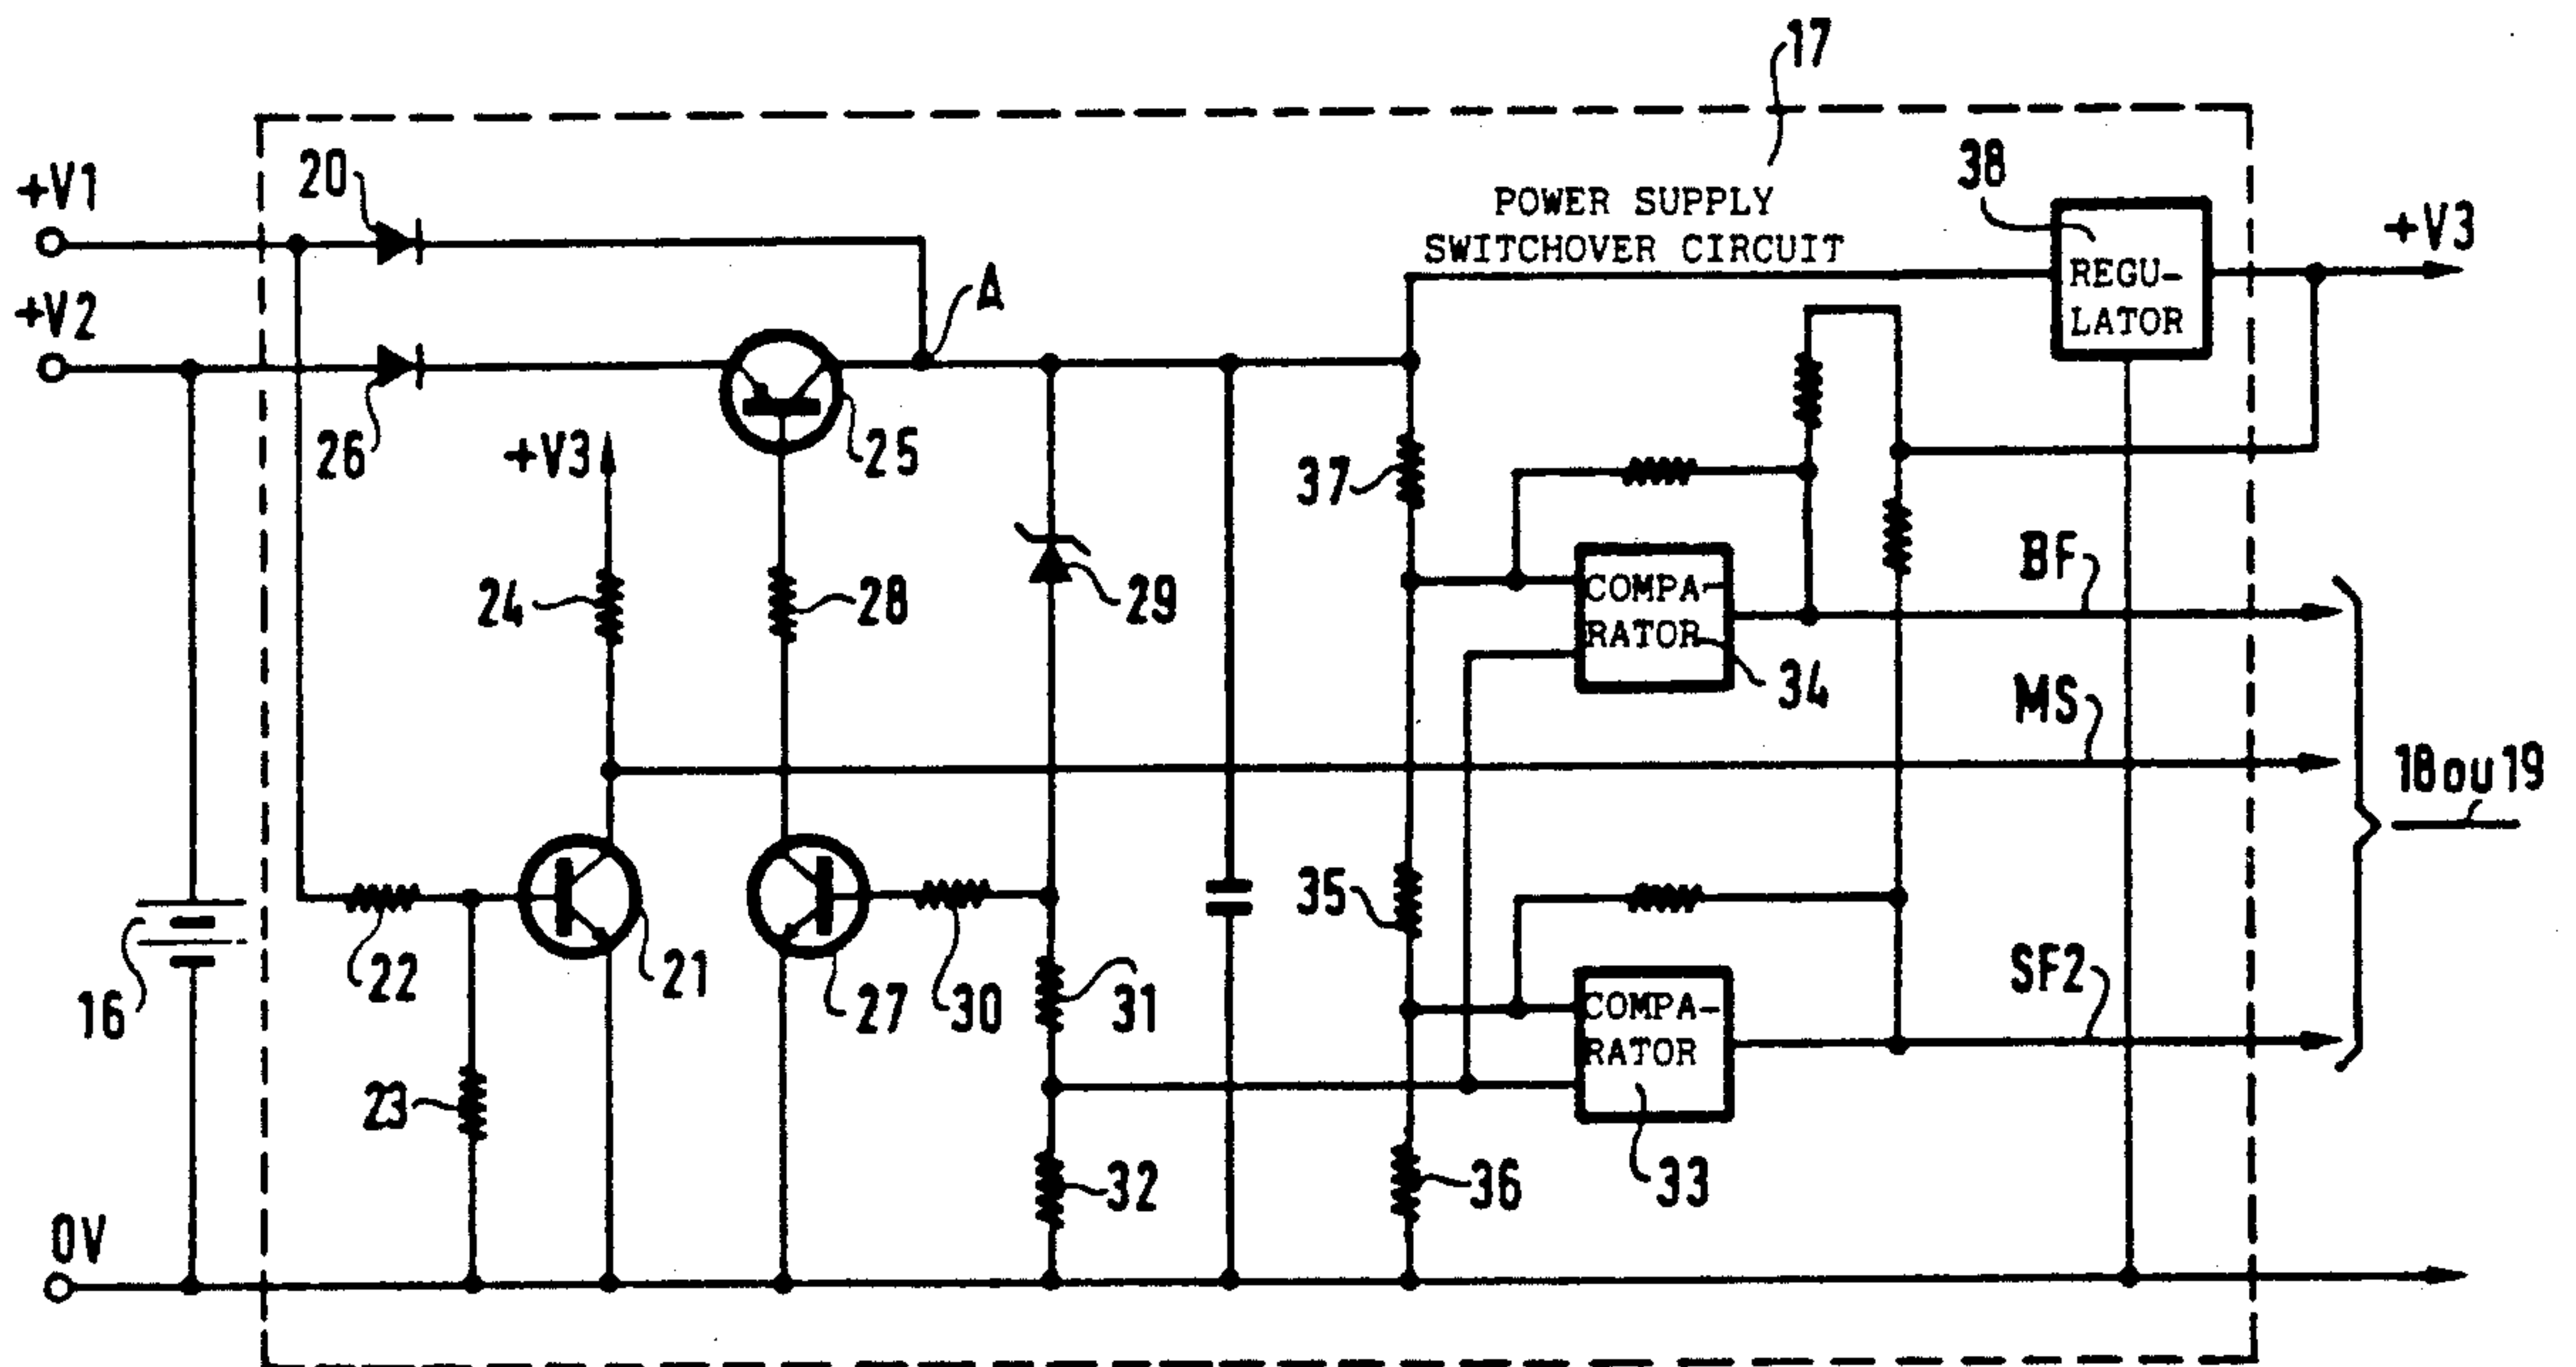 17
+V1
20
POWER SUPPLY
SWITCHOVER CIRCUIT
38
+V3
REGU-
LATOR
+V2
A
26
+V3
25
37
24
28
29
COMPA-
RATOR
34
BF
MS
18ou19
16
22
21
27
30
31
35
COMPA-
RATOR
33
SF2
23
32
36
0V